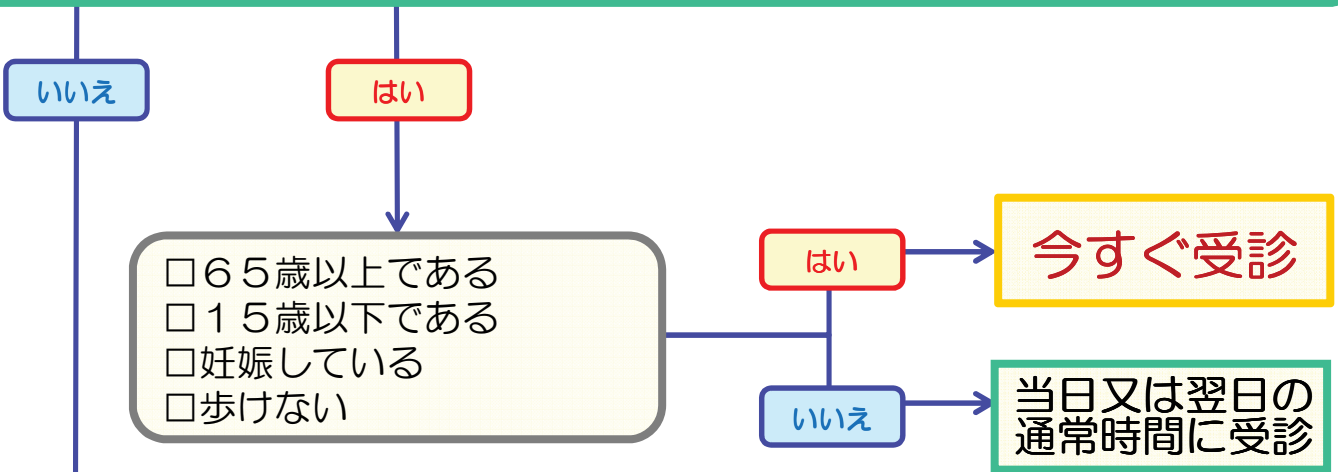 いいえ
はい
□６５歳以上である
□１５歳以下である
□妊娠している
□歩けない
はい
今すぐ受診
いいえ
当日又は翌日の
通常時間に受診